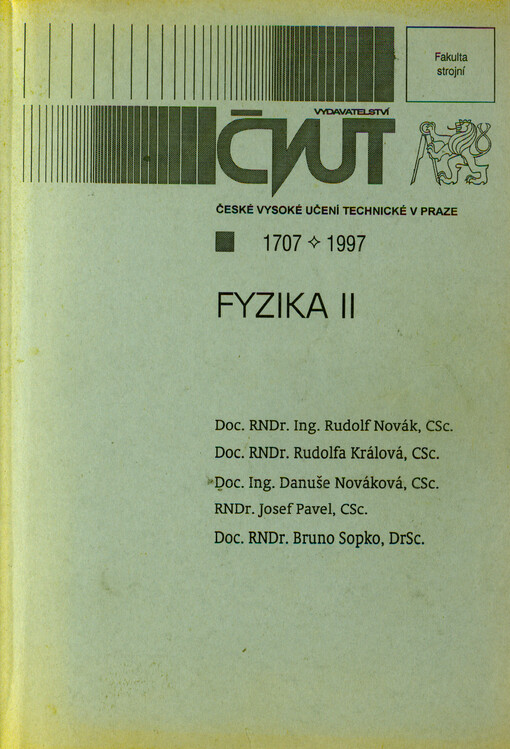 Fakulta
strojní
VYDAVATELSTVÍ
ČVUT
ČESKÉ VYSOKÉ UČENÍ TECHNICKÉ V PRAZE
1707 ✧ 1997
FYZIKA II
Doc. RNDr. Ing. Rudolf Novák, CSc.
Doc. RNDr. Rudolfa Králová, CSc.
Doc. Ing. Danuše Nováková, CSc.
RNDr. Josef Pavel, CSc.
Doc. RNDr. Bruno Sopko, DrSc.